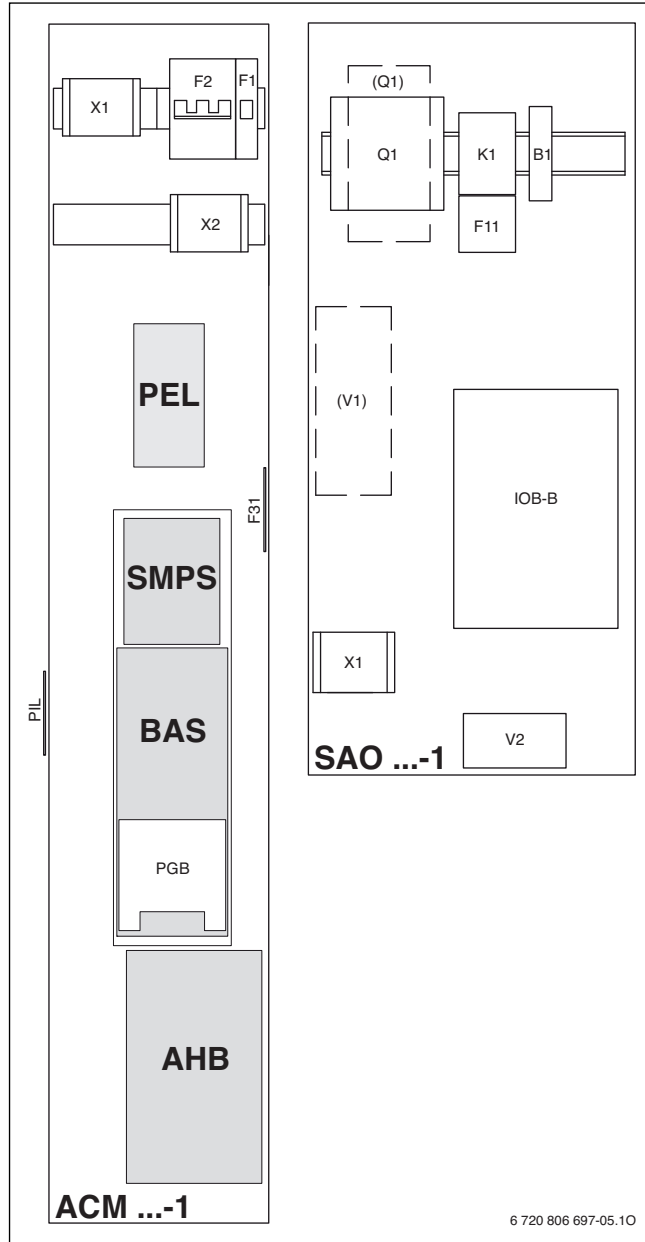 X1
F2
F1
X2
PEL
F31
SMPS
PIL
BAS
PGB
AHB
ACM ...-1
(Q1)
Q1
K1
B1
F11
(V1)
IOB-B
X1
V2
SAO ...-1
6 720 806 697-05.1O